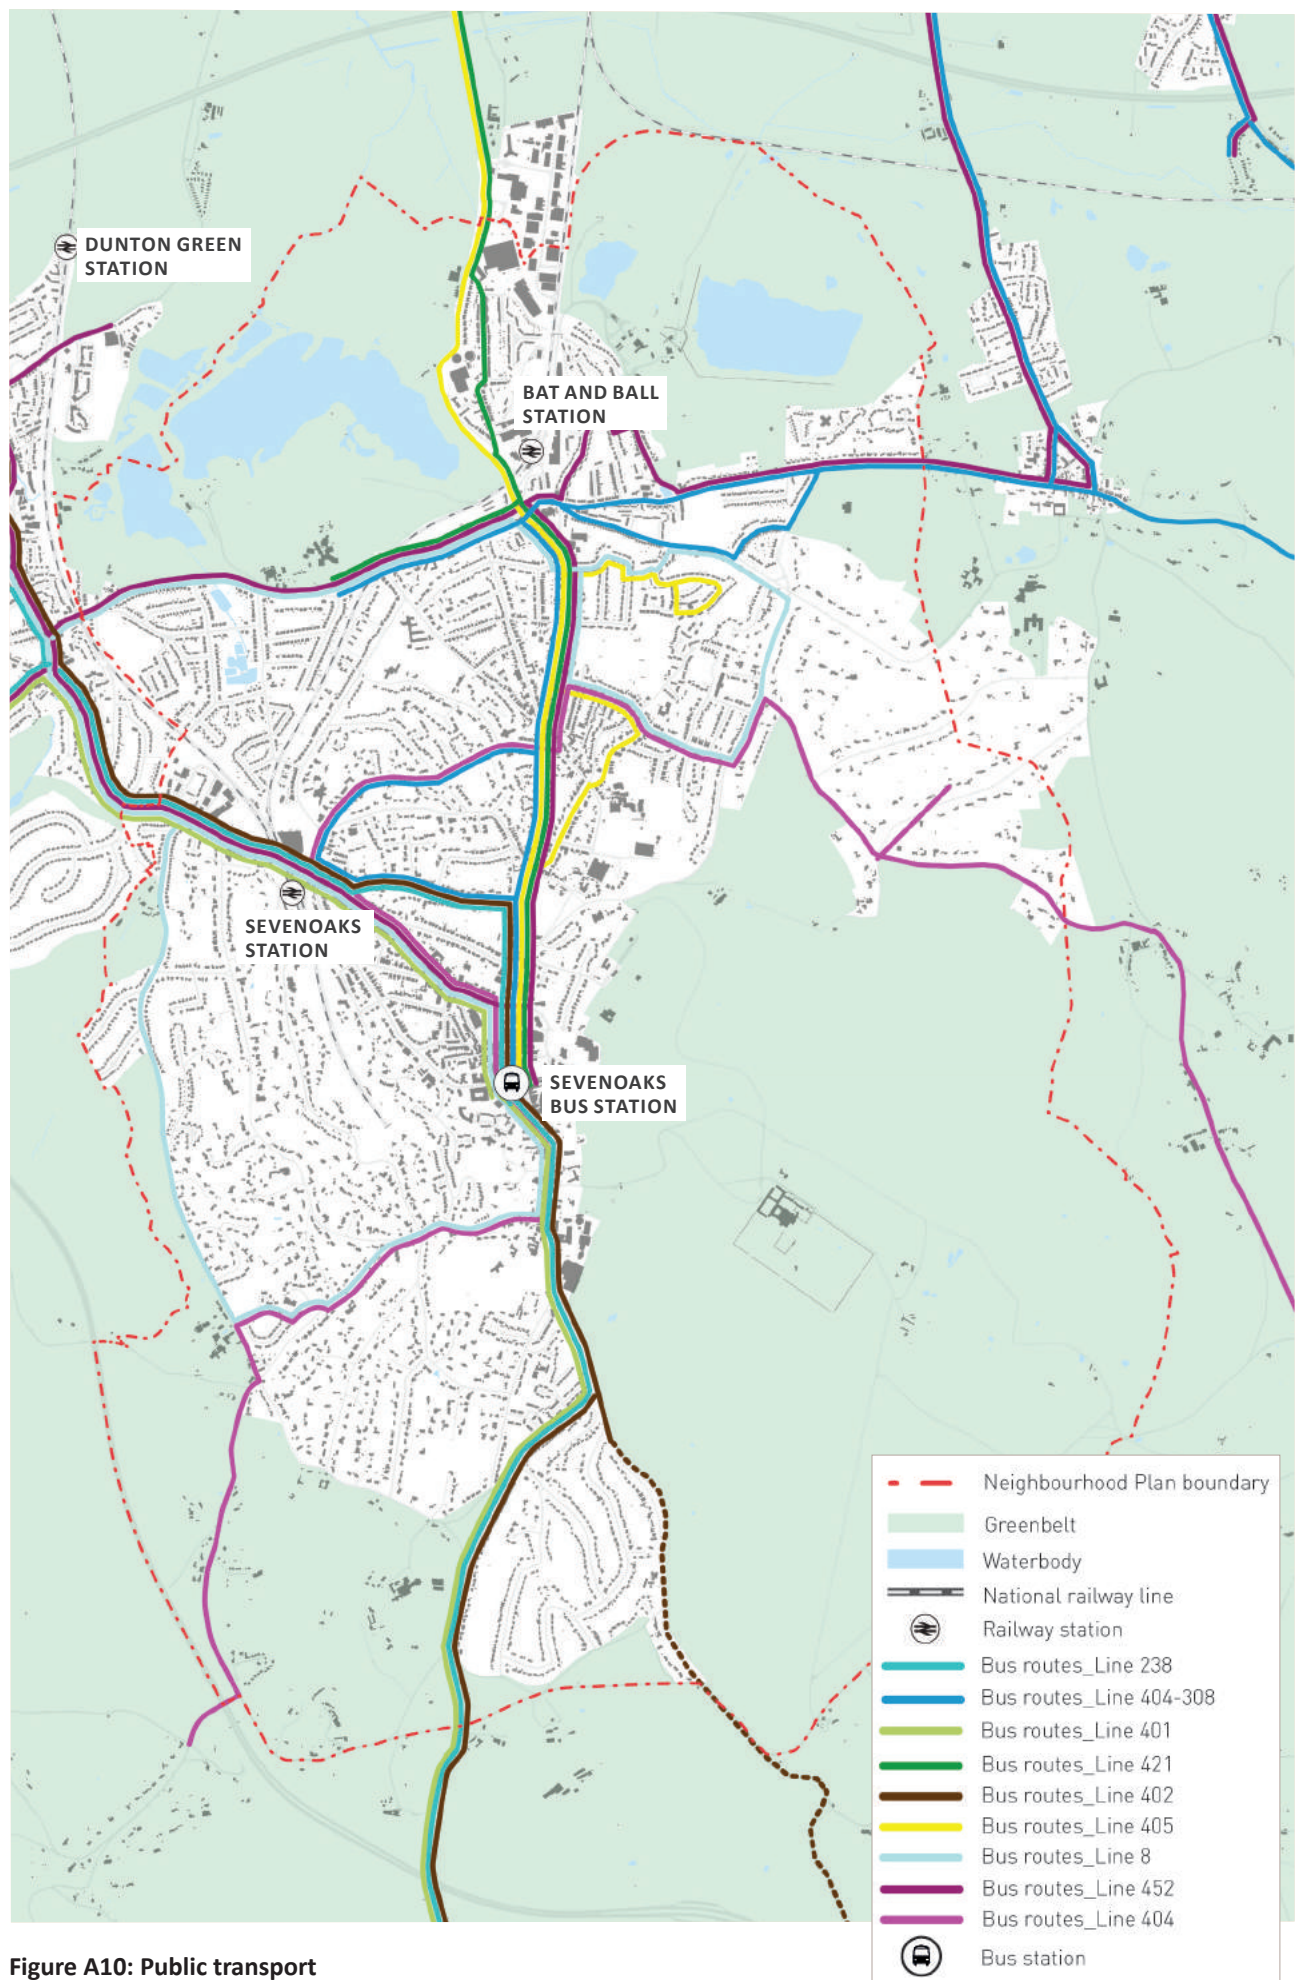 DUNTON GREEN
STATION
BAT AND BALL
STATION
SEVENOAKS
STATION
SEVENOAKS
BUS STATION
Neighbourhood Plan boundary
Greenbelt
Waterbody
National railway line
Railway station
Bus routes_Line 238
Bus routes_Line 404-308
Bus routes_Line 401
Bus routes_Line 421
Bus routes_Line 402
Bus routes_Line 405
Bus routes_Line 8
Bus routes_Line 452
Bus routes_Line 404
Bus station
Figure A10: Public transport